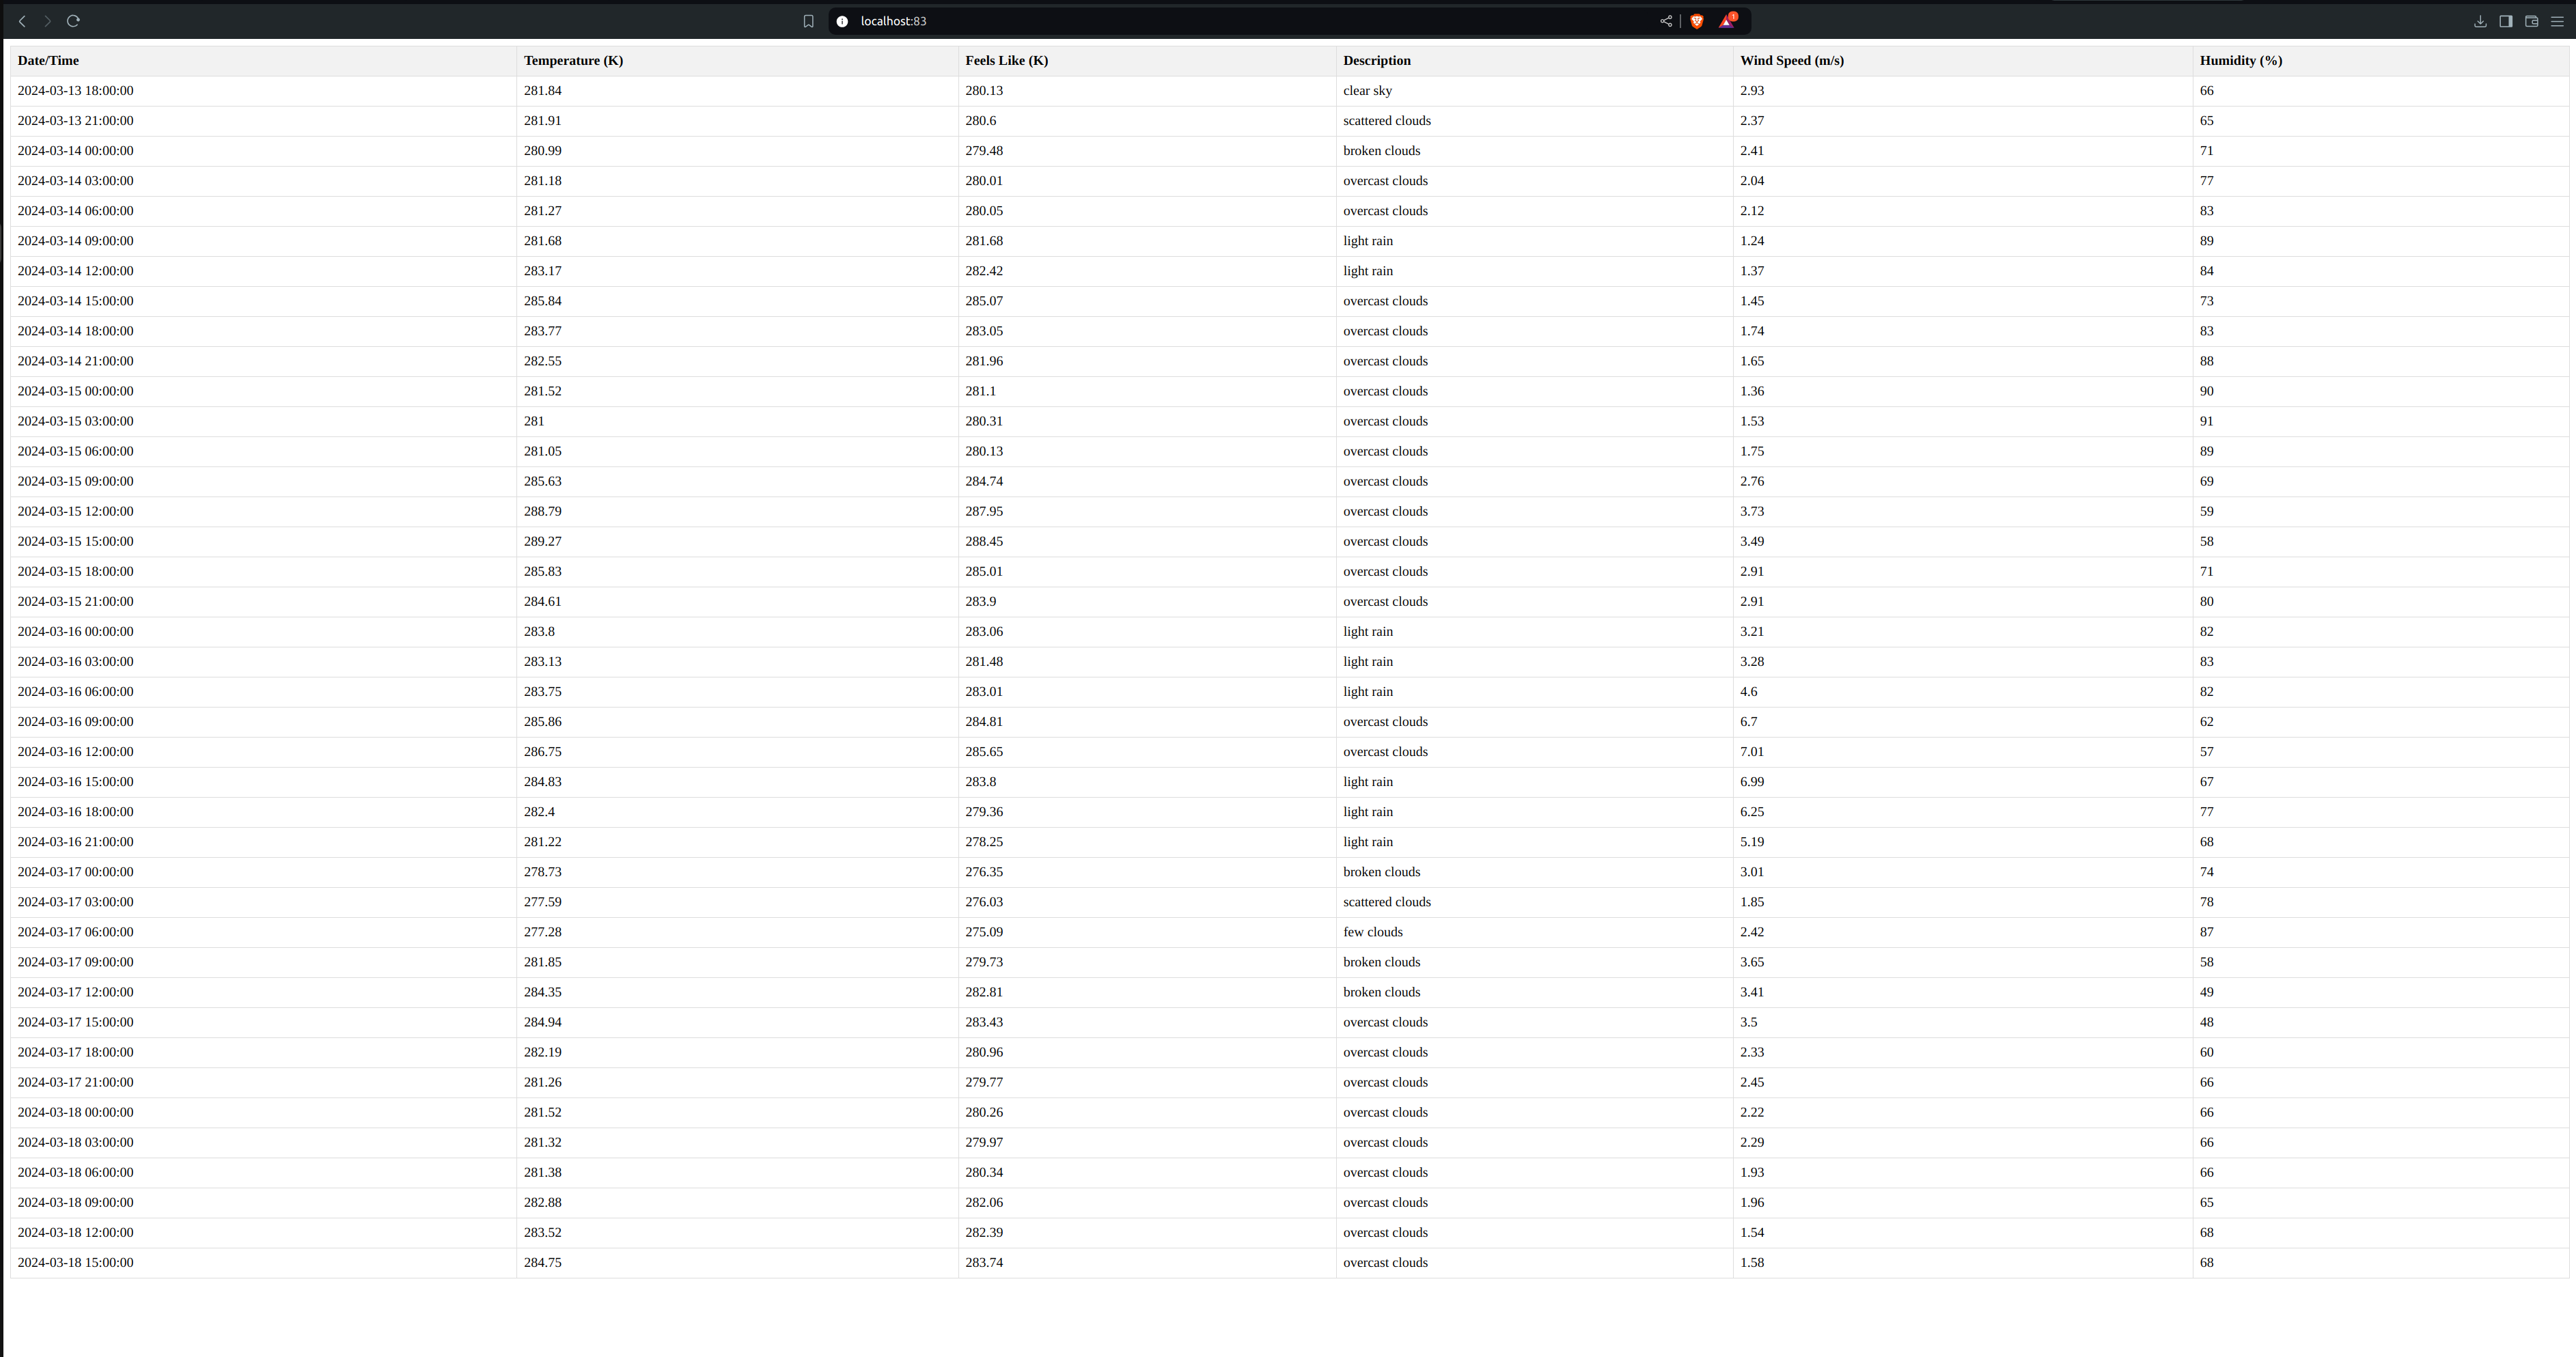 localhost:83
1
Date/Time Temperature (K) Feels Like (K) Description Wind Speed (m/s) Humidity (%)
2024-03-13 18:00:00 281.84 280.13 clear sky 2.93 66
2024-03-13 21:00:00 281.91 280.6 scattered clouds 2.37 65
2024-03-14 00:00:00 280.99 279.48 broken clouds 2.41 71
2024-03-14 03:00:00 281.18 280.01 overcast clouds 2.04 77
2024-03-14 06:00:00 281.27 280.05 overcast clouds 2.12 83
2024-03-14 09:00:00 281.68 281.68 light rain 1.24 89
2024-03-14 12:00:00 283.17 282.42 light rain 1.37 84
2024-03-14 15:00:00 285.84 285.07 overcast clouds 1.45 73
2024-03-14 18:00:00 283.77 283.05 overcast clouds 1.74 83
2024-03-14 21:00:00 282.55 281.96 overcast clouds 1.65 88
2024-03-15 00:00:00 281.52 281.1 overcast clouds 1.36 90
2024-03-15 03:00:00 281 280.31 overcast clouds 1.53 91
2024-03-15 06:00:00 281.05 280.13 overcast clouds 1.75 89
2024-03-15 09:00:00 285.63 284.74 overcast clouds 2.76 69
2024-03-15 12:00:00 288.79 287.95 overcast clouds 3.73 59
2024-03-15 15:00:00 289.27 288.45 overcast clouds 3.49 58
2024-03-15 18:00:00 285.83 285.01 overcast clouds 2.91 71
2024-03-15 21:00:00 284.61 283.9 overcast clouds 2.91 80
2024-03-16 00:00:00 283.8 283.06 light rain 3.21 82
2024-03-16 03:00:00 283.13 281.48 light rain 3.28 83
2024-03-16 06:00:00 283.75 283.01 light rain 4.6 82
2024-03-16 09:00:00 285.86 284.81 overcast clouds 6.7 62
2024-03-16 12:00:00 286.75 285.65 overcast clouds 7.01 57
2024-03-16 15:00:00 284.83 283.8 light rain 6.99 67
2024-03-16 18:00:00 282.4 279.36 light rain 6.25 77
2024-03-16 21:00:00 281.22 278.25 light rain 5.19 68
2024-03-17 00:00:00 278.73 276.35 broken clouds 3.01 74
2024-03-17 03:00:00 277.59 276.03 scattered clouds 1.85 78
2024-03-17 06:00:00 277.28 275.09 few clouds 2.42 87
2024-03-17 09:00:00 281.85 279.73 broken clouds 3.65 58
2024-03-17 12:00:00 284.35 282.81 broken clouds 3.41 49
2024-03-17 15:00:00 284.94 283.43 overcast clouds 3.5 48
2024-03-17 18:00:00 282.19 280.96 overcast clouds 2.33 60
2024-03-17 21:00:00 281.26 279.77 overcast clouds 2.45 66
2024-03-18 00:00:00 281.52 280.26 overcast clouds 2.22 66
2024-03-18 03:00:00 281.32 279.97 overcast clouds 2.29 66
2024-03-18 06:00:00 281.38 280.34 overcast clouds 1.93 66
2024-03-18 09:00:00 282.88 282.06 overcast clouds 1.96 65
2024-03-18 12:00:00 283.52 282.39 overcast clouds 1.54 68
2024-03-18 15:00:00 284.75 283.74 overcast clouds 1.58 68